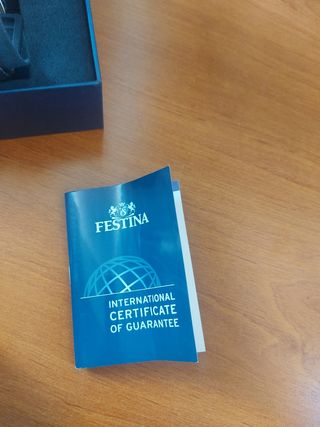 FESTINA
INTERNATIONAL
CERTIFICATE
OF GUARANTEE